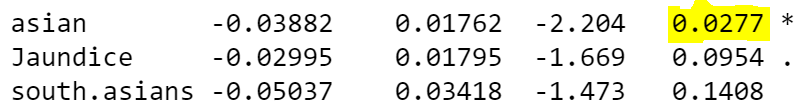 asian -0.03882 0.01762 -2.204 0.0277 *
Jaundice -0.02995 0.01795 -1.669 0.0954 .
south.asians -0.05037 0.03418 -1.473 0.1408